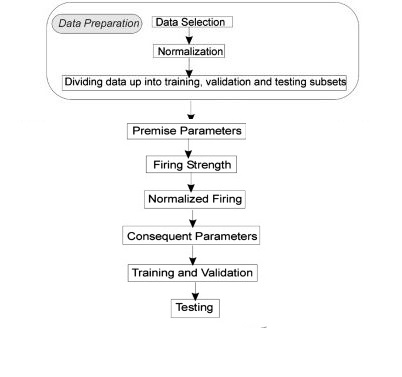 Data Preparation
Data Selection
Normalization
Dividing data up into training, validation and testing subsets
Premise Parameters
Firing Strength
Normalized Firing
Consequent Parameters
Training and Validation
Testing